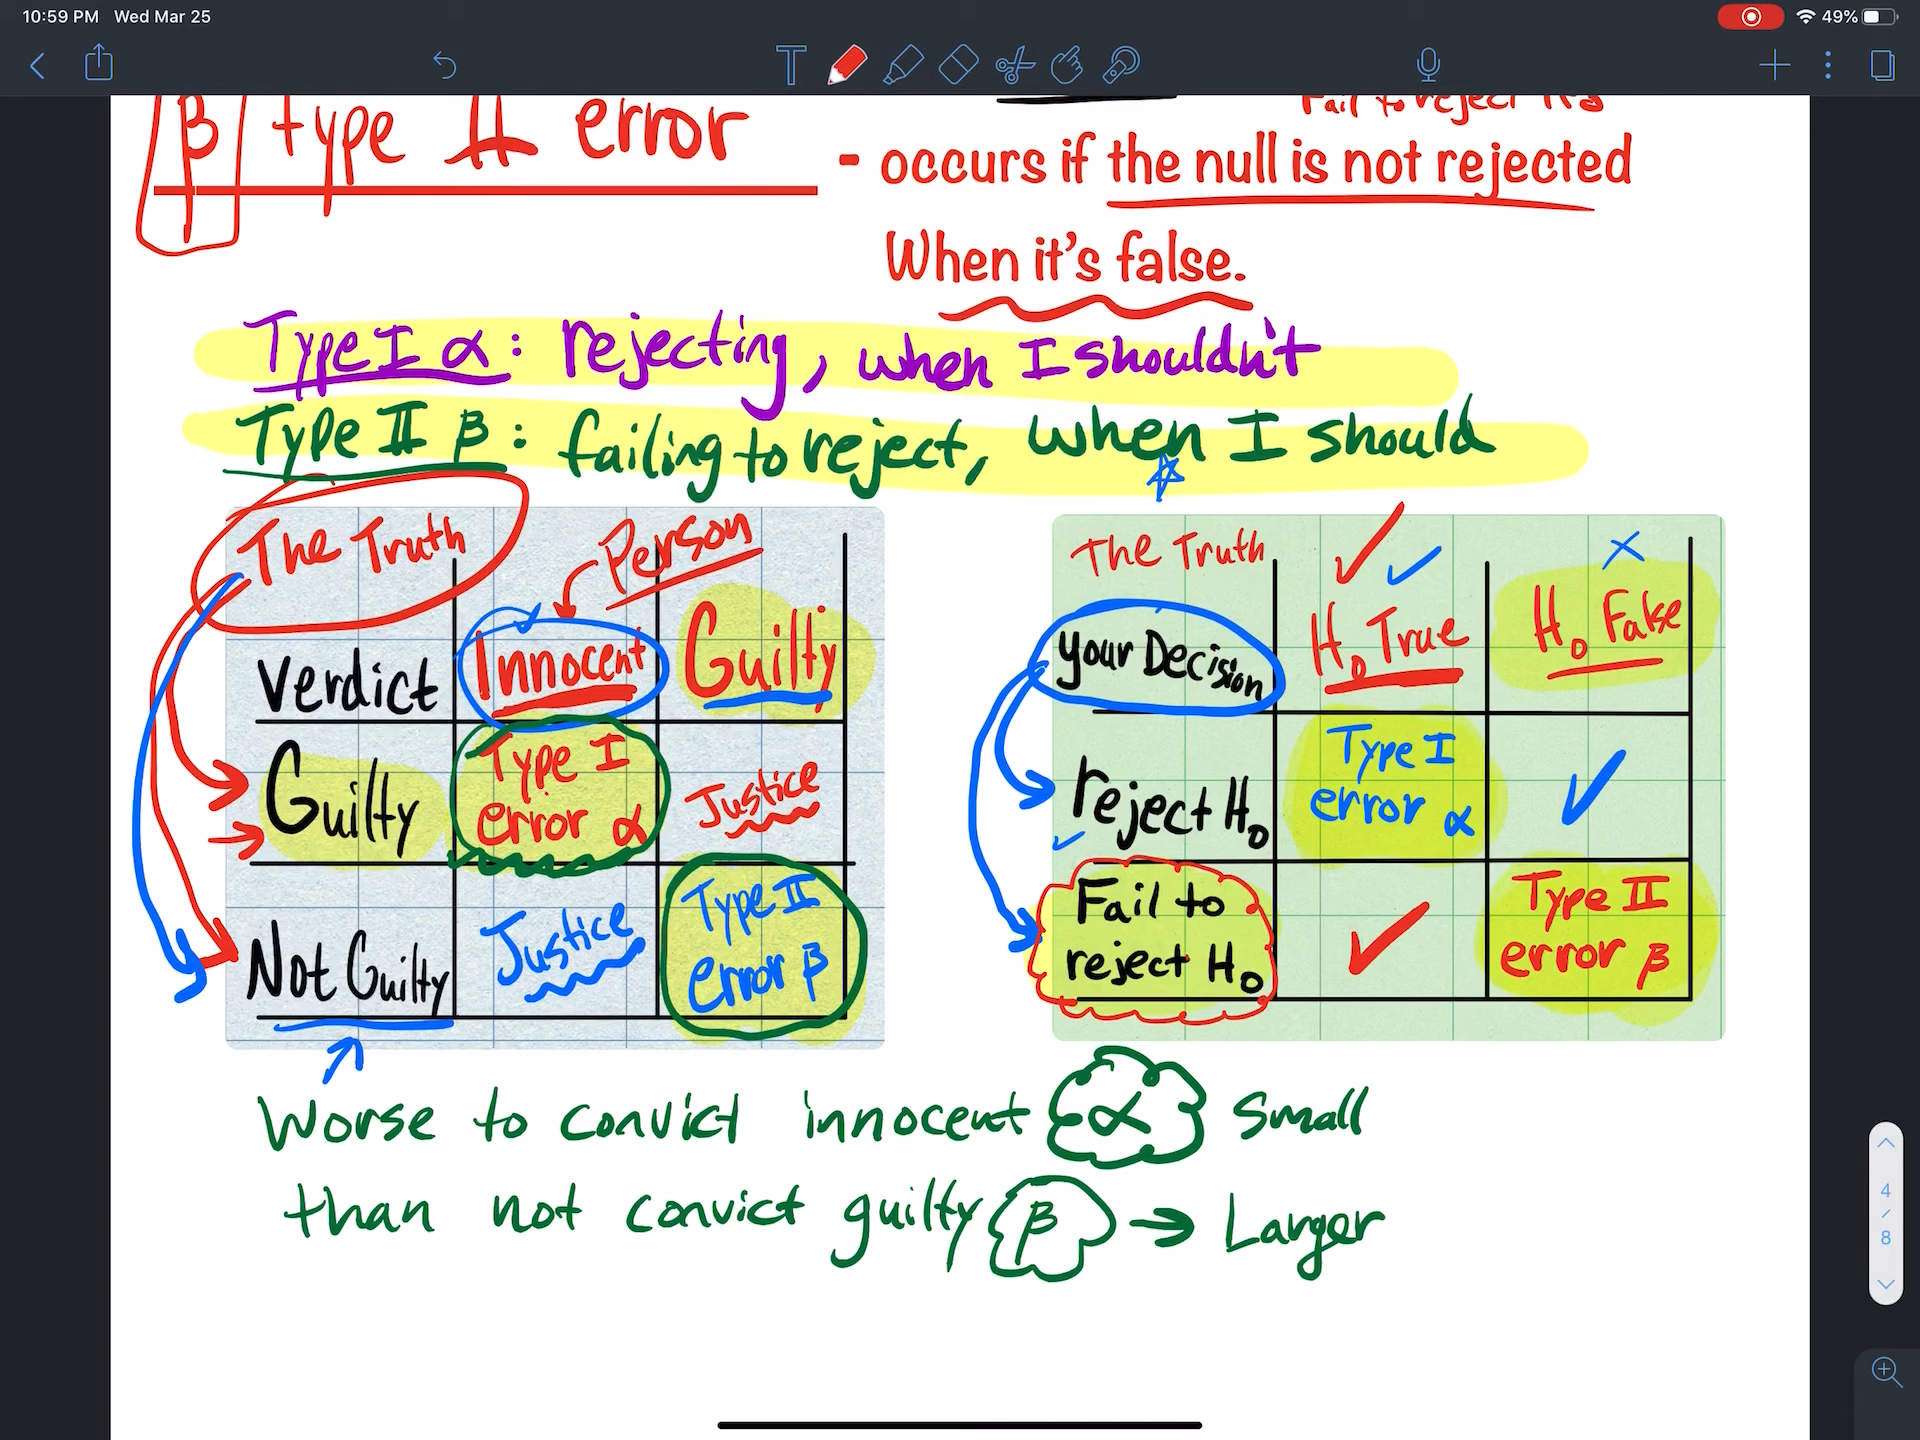 10:59 PM Wed Mar 25
49%
Fail to reject H₀
β type II error
- occurs if the null is not rejected
When it's false.
Type I α: rejecting, when I shouldn't
Type II β: failing to reject, when I should
The Truth Person
Verdict Innocent Guilty
Guilty Type I error α Justice
Not Guilty Justice Type II error β
The Truth
your Decision H₀ True H₀ False
reject H₀ Type I error α
Fail to reject H₀ Type II error β
Worse to convict innocent α Small
than not convict guilty β → Larger
4
/
8